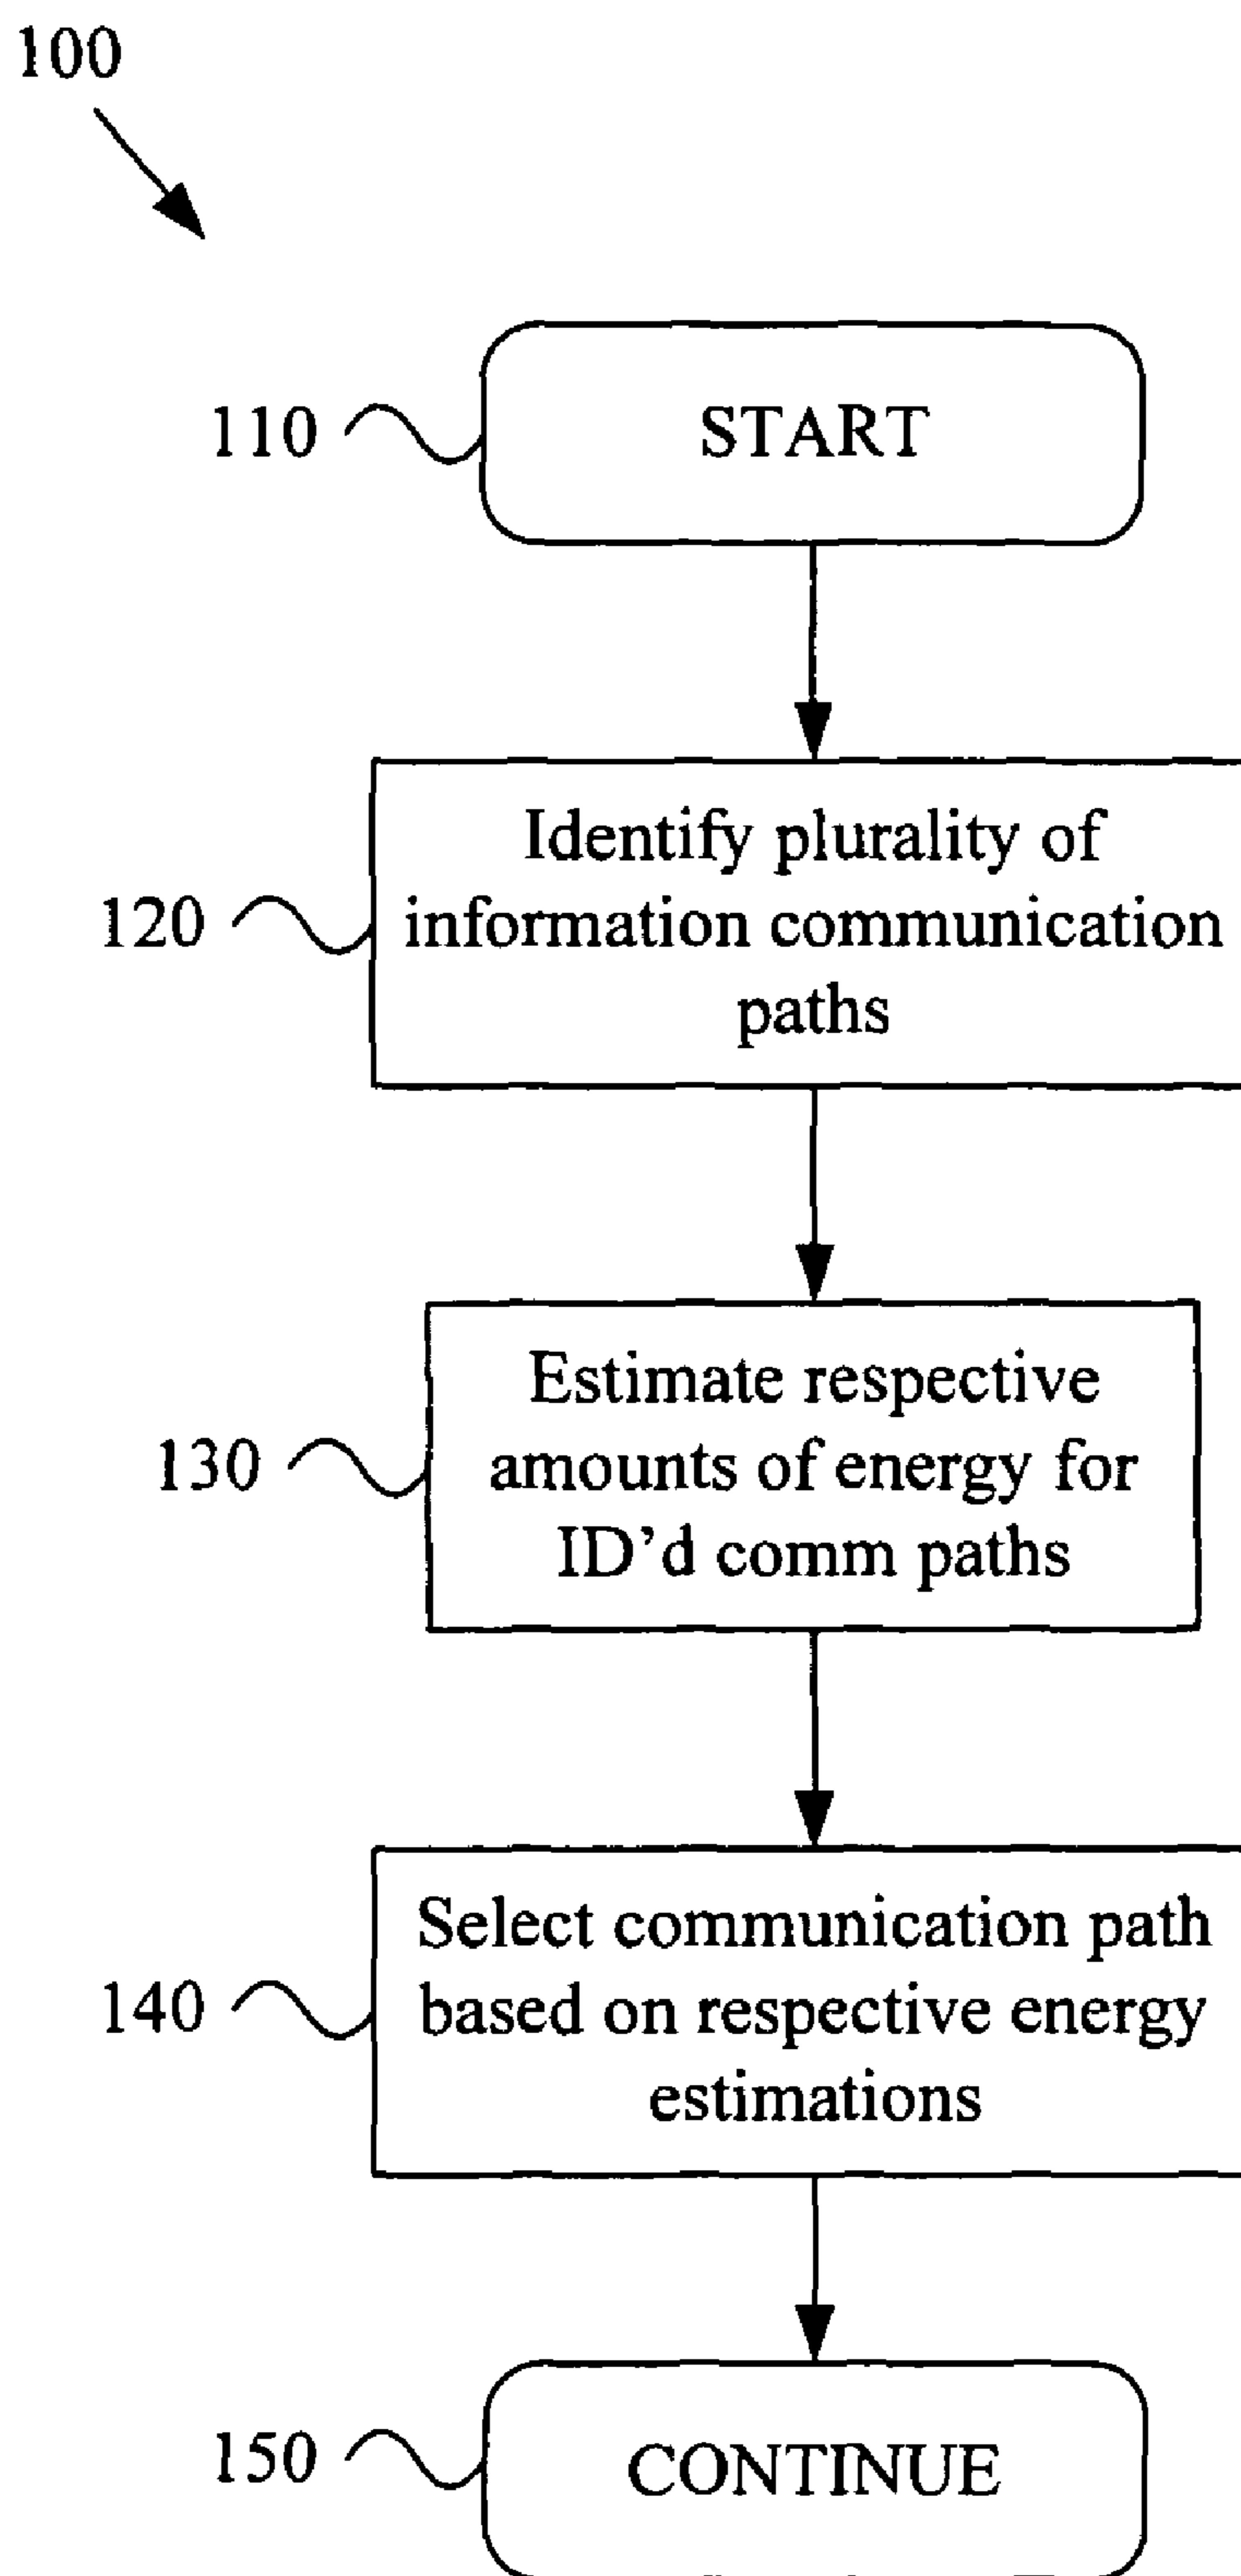 100
110
START
120
Identify plurality of
information communication
paths
130
Estimate respective
amounts of energy for
ID’d comm paths
140
Select communication path
based on respective energy
estimations
150
CONTINUE